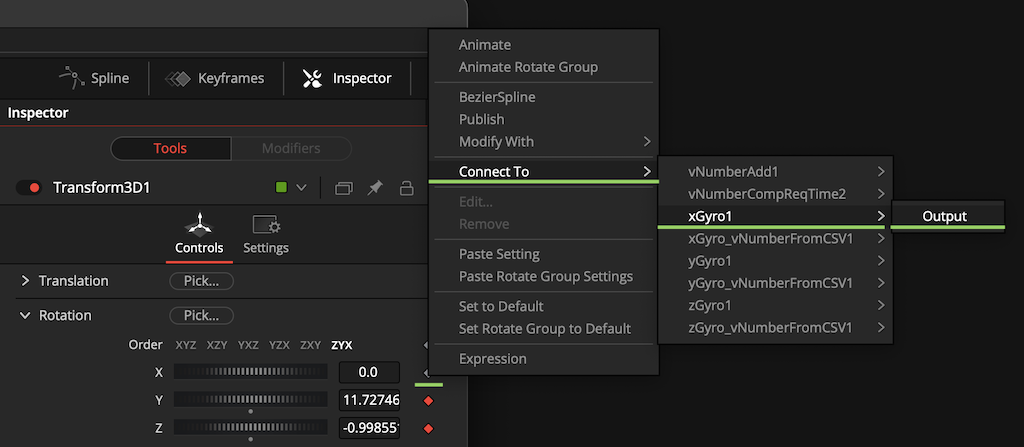 Spline
Keyframes
Inspector
Inspector
Tools
Modifiers
Transform3D1
Controls
Settings
Translation
Pick...
Rotation
Pick...
Order
XYZ XZY YXZ YZX ZXY ZYX
X
0.0
Y
11.72746
Z
-0.99855
Animate
Animate Rotate Group
BezierSpline
Publish
Modify With
Connect To
Edit...
Remove
Paste Setting
Paste Rotate Group Settings
Set to Default
Set Rotate Group to Default
Expression
vNumberAdd1
vNumberCompReqTime2
xGyro1
xGyro_vNumberFromCSV1
yGyro1
yGyro_vNumberFromCSV1
zGyro1
zGyro_vNumberFromCSV1
Output